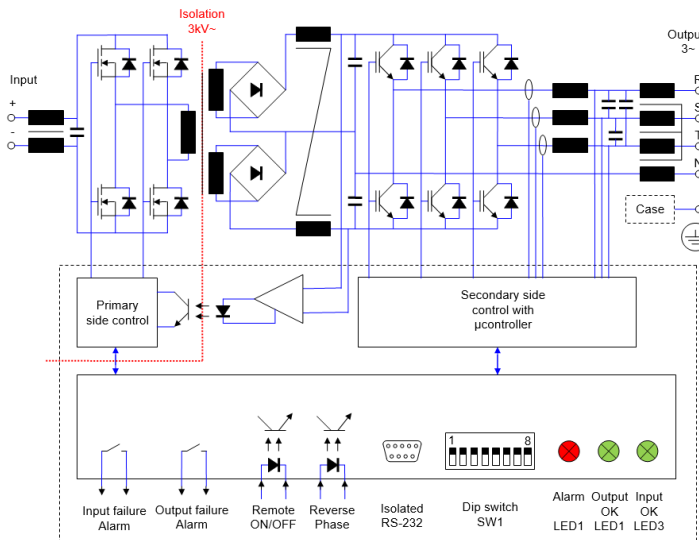 Isolation
3kV~
Output
3~
Input
+
-
R
S
T
N
Case
Primary
side control
Secondary side
control with
µcontroller
1 8
Input failure
Alarm
Output failure
Alarm
Remote
ON/OFF
Reverse
Phase
Isolated
RS-232
Dip switch
SW1
Alarm
LED1
Output
OK
LED1
Input
OK
LED3